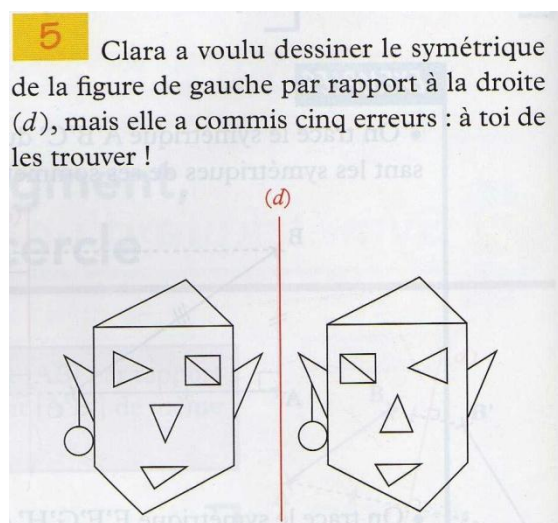 5 Clara a voulu dessiner le symétrique
de la figure de gauche par rapport à la droite
(d), mais elle a commis cinq erreurs : à toi de
les trouver !
(d)